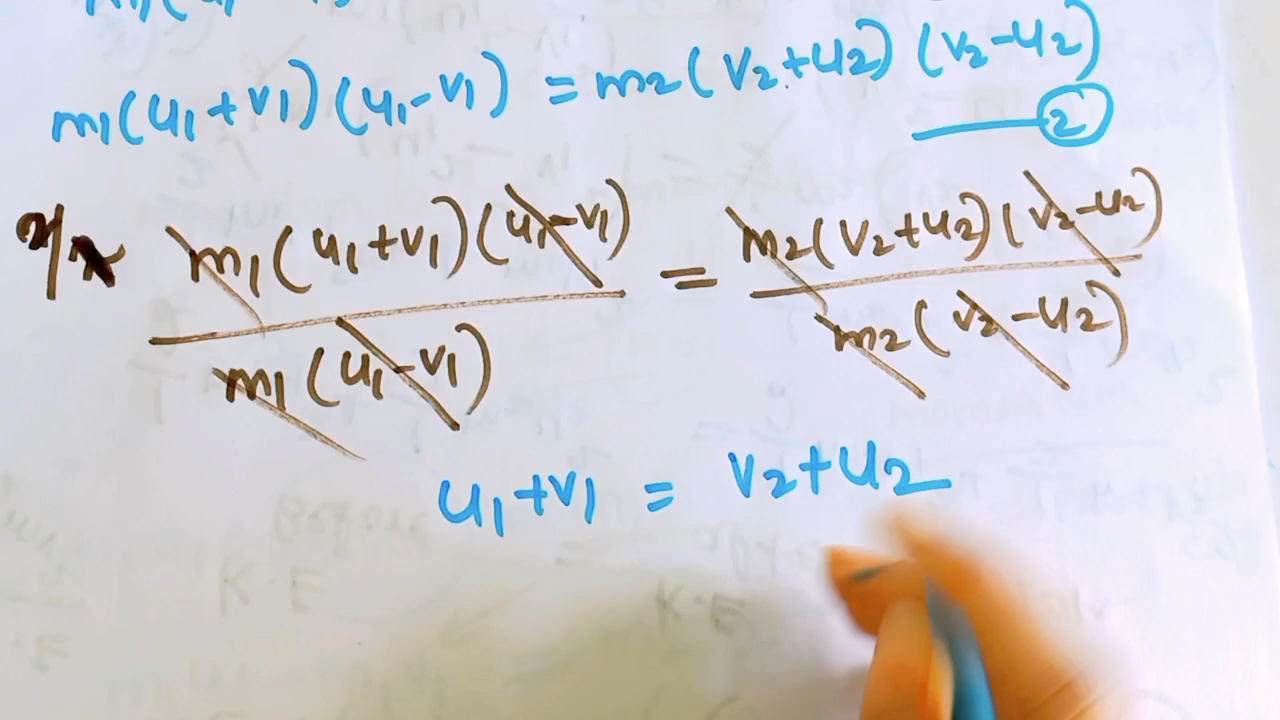 m1(u1+v1)(u1-v1) = m2(v2+u2)(v2-u2)
2
m1(u1+v1)(u1-v1) = m2(v2+u2)(v2-u2)
m1(u1-v1) m2(v2-u2)
u1+v1 = v2+u2
K.E K.E